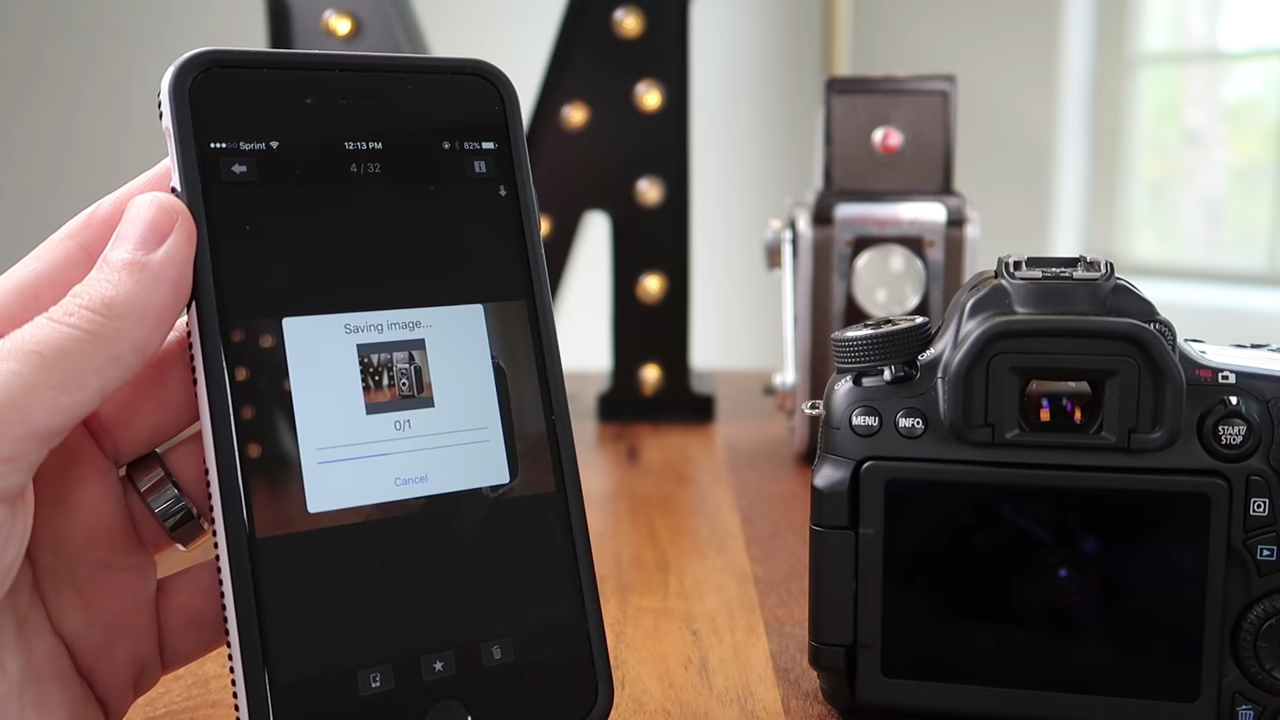 Sprint 12:13 PM 82%
4 / 32
Saving image...
0/1
Cancel
ON
OFF
MENU INFO.
START/
STOP
Q